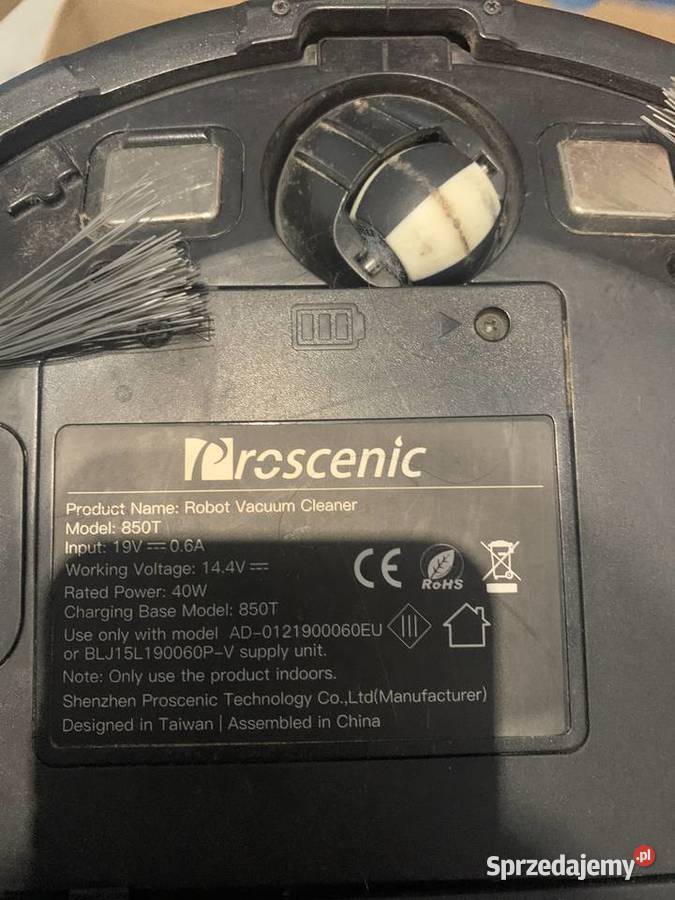 Proscenic
Product Name: Robot Vacuum Cleaner
Model: 850T
Input: 19V⎓0.6A
Working Voltage: 14.4V⎓
Rated Power: 40W
Charging Base Model: 850T
Use only with model AD-0121900060EU
or BLJ15L190060P-V supply unit.
Note: Only use the product indoors.
Shenzhen Proscenic Technology Co.,Ltd(Manufacturer)
Designed in Taiwan | Assembled in China
CE
RoHS
III
Sprzedajemy.pl